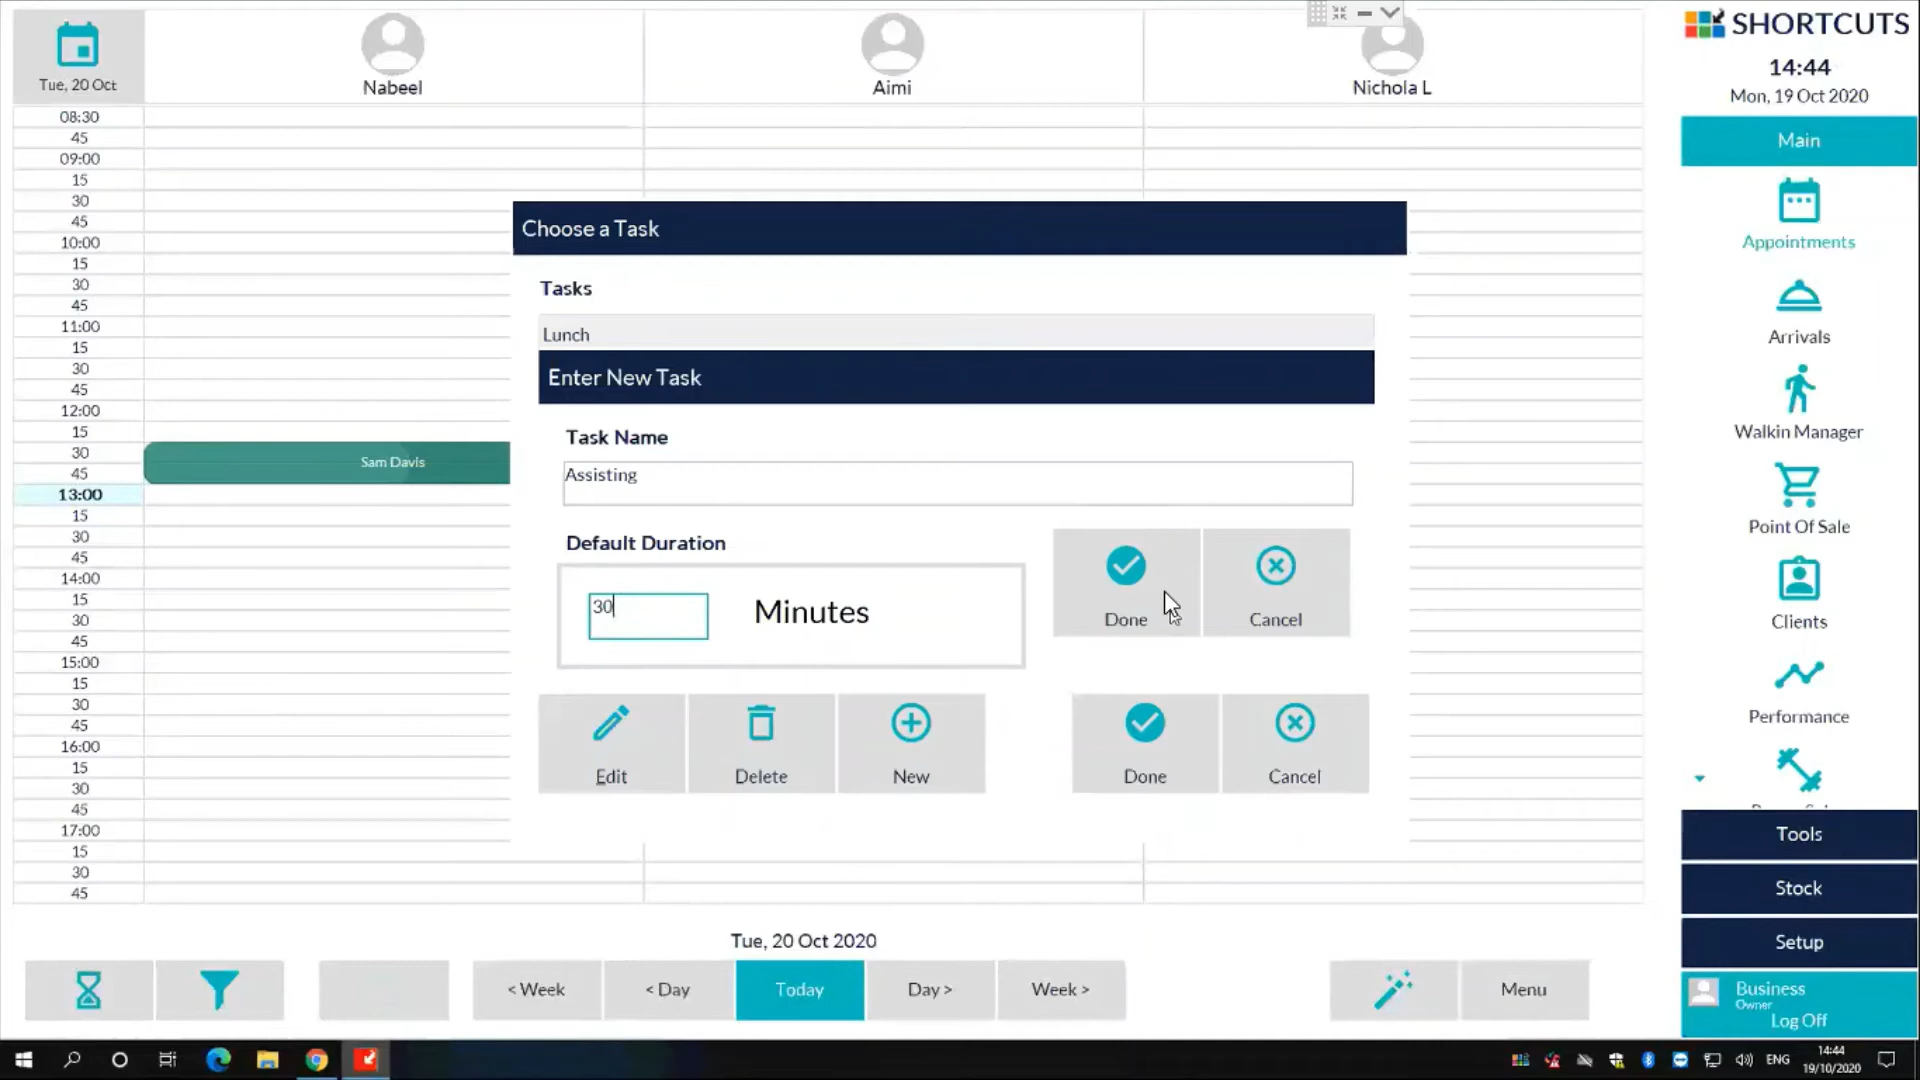 Tue, 20 Oct
Nabeel
Aimi
Nichola L
08:30
45
09:00
15
30
45
10:00
15
30
45
11:00
15
30
45
12:00
15
30
45
13:00
15
30
45
14:00
15
30
45
15:00
15
30
45
16:00
15
30
45
17:00
15
30
45
Sam Davis
Choose a Task
Tasks
Lunch
Enter New Task
Task Name
Assisting
Default Duration
30
Minutes
Done
Cancel
Edit
Delete
New
Done
Cancel
Tue, 20 Oct 2020
< Week
< Day
Today
Day >
Week >
Menu
SHORTCUTS
14:44
Mon, 19 Oct 2020
Main
Appointments
Arrivals
Walkin Manager
Point Of Sale
Clients
Performance
Tools
Stock
Setup
Business
Owner
Log Off
ENG
14:44
19/10/2020